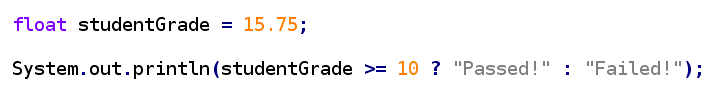 float studentGrade = 15.75;
System.out.println(studentGrade >= 10 ? "Passed!" : "Failed!");